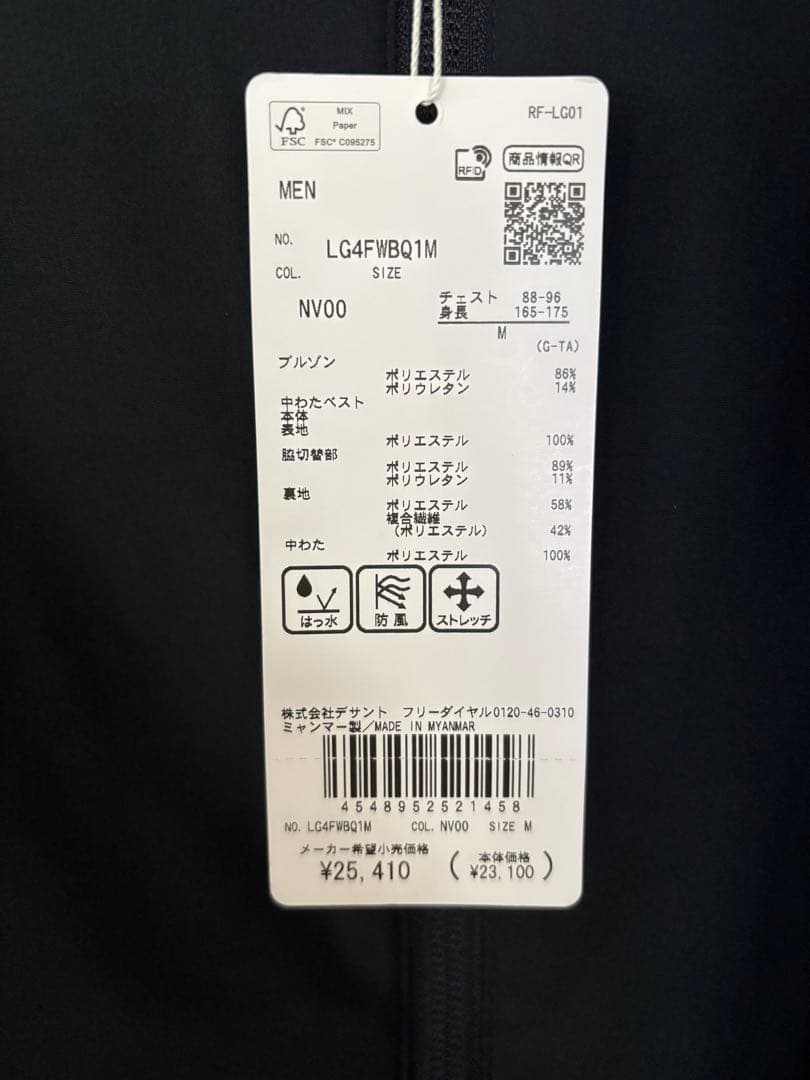 MIX
Paper
FSC FSC® C095275
RF-LG01
RFID 商品情報QR
MEN
NO. LG4FWBQ1M
COL. SIZE
NV00 チェスト 88-96
身長 165-175
M
(G-TA)
ブルゾン
ポリエステル 86%
ポリウレタン 14%
中わたベスト
本体
表地
ポリエステル 100%
脇切替部
ポリエステル 89%
ポリウレタン 11%
裏地
ポリエステル 58%
複合繊維
(ポリエステル) 42%
中わた
ポリエステル 100%
はっ水 防風 ストレッチ
株式会社デサント フリーダイヤル0120-46-0310
ミャンマー製/MADE IN MYANMAR
4548952521458
NO. LG4FWBQ1M COL. NV00 SIZE M
メーカー希望小売価格
¥25,410 (本体価格 ¥23,100)